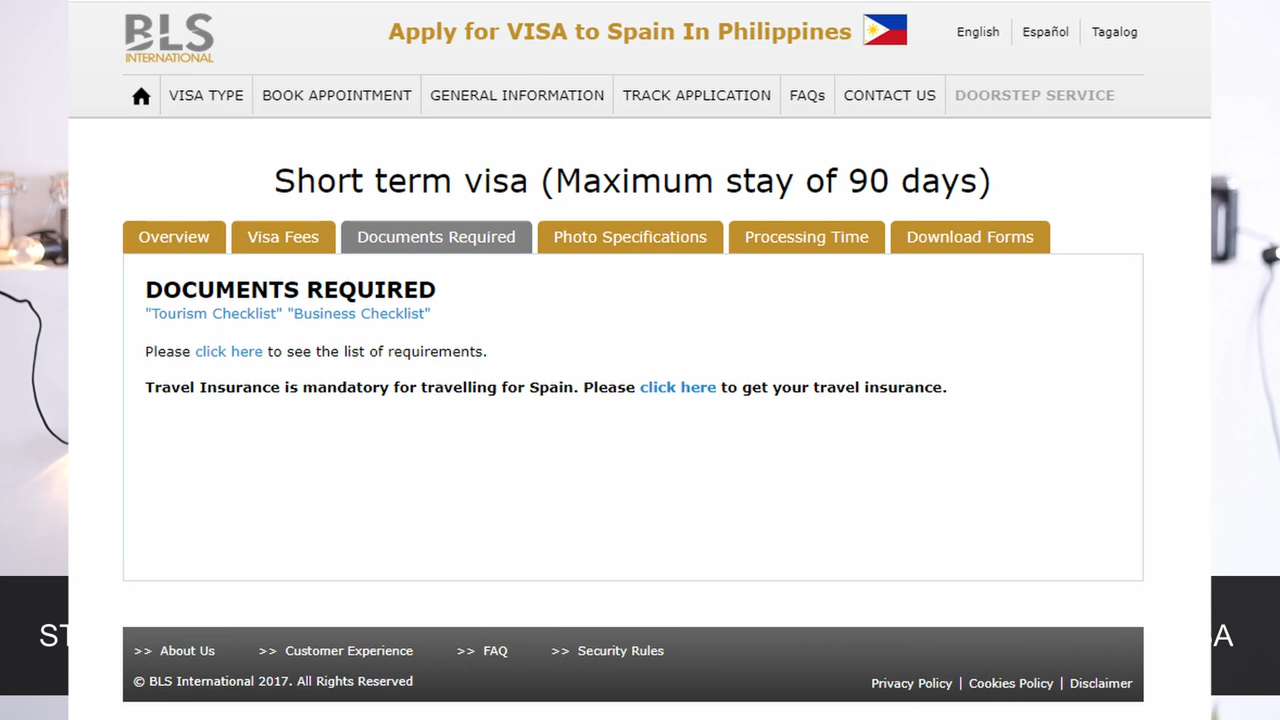 BLS
INTERNATIONAL
Apply for VISA to Spain In Philippines
English Español Tagalog
VISA TYPE BOOK APPOINTMENT GENERAL INFORMATION TRACK APPLICATION FAQs CONTACT US DOORSTEP SERVICE
Short term visa (Maximum stay of 90 days)
Overview Visa Fees Documents Required Photo Specifications Processing Time Download Forms
DOCUMENTS REQUIRED
"Tourism Checklist" "Business Checklist"
Please click here to see the list of requirements.
Travel Insurance is mandatory for travelling for Spain. Please click here to get your travel insurance.
>> About Us >> Customer Experience >> FAQ >> Security Rules
© BLS International 2017. All Rights Reserved
Privacy Policy | Cookies Policy | Disclaimer